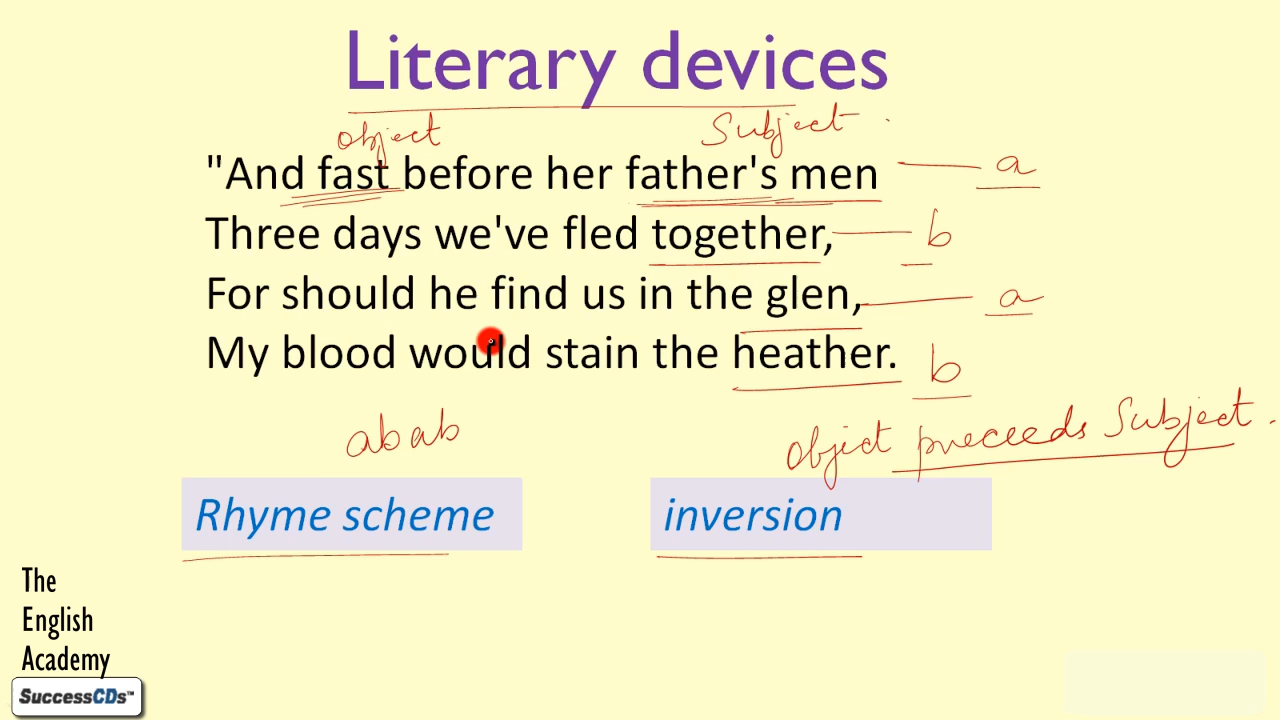 Literary devices
object Subject.
"And fast before her father's men a
Three days we've fled together, b
For should he find us in the glen, a
My blood would stain the heather. b
abab
object preceeds Subject.
Rhyme scheme
inversion
The
English
Academy
SuccessCDs™